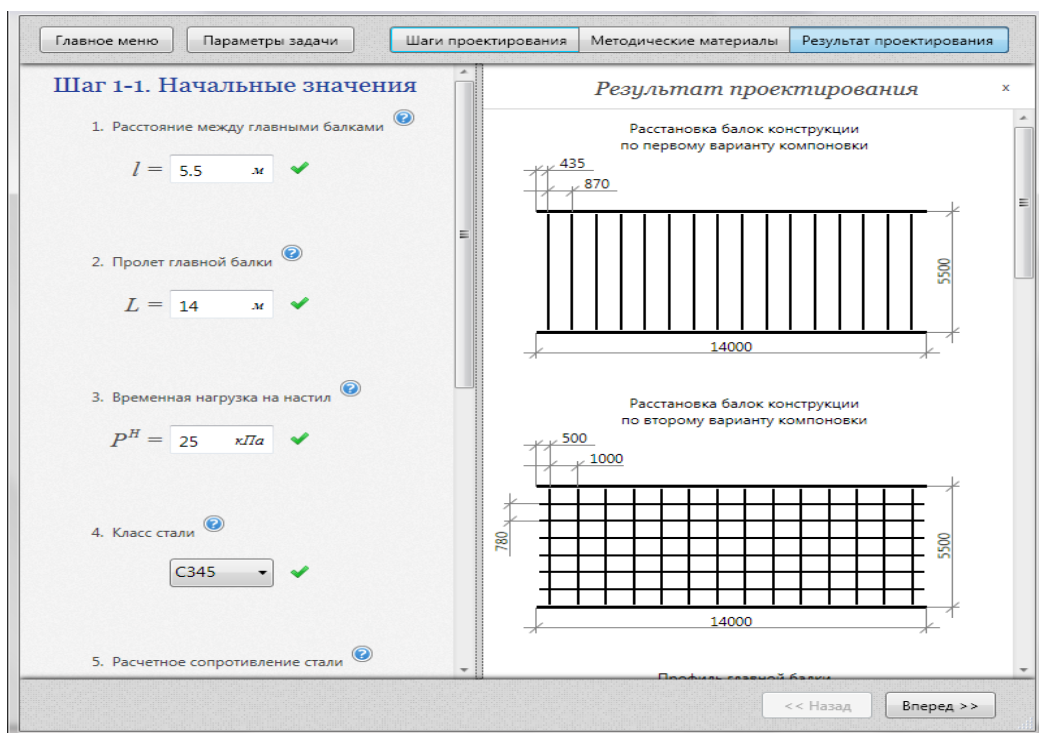 Главное меню
Параметры задачи
Шаги проектирования
Методические материалы
Результат проектирования
Шаг 1-1. Начальные значения
1. Расстояние между главными балками ?
l = 5.5 м
2. Пролет главной балки ?
L = 14 м
3. Временная нагрузка на настил ?
P^H = 25 кПа
4. Класс стали ?
С345
5. Расчетное сопротивление стали ?
Результат проектирования x
Расстановка балок конструкции
по первому варианту компоновки
435
870
5500
14000
Расстановка балок конструкции
по второму варианту компоновки
500
1000
780
5500
14000
Профиль главной балки
<< Назад
Вперед >>